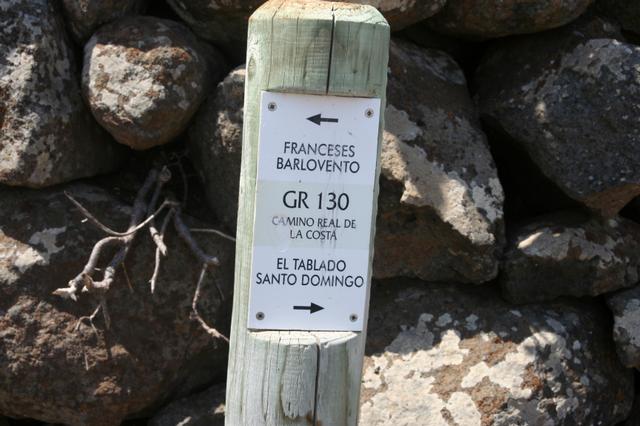 FRANCESES
BARLOVENTO
GR 130
CAMINO REAL DE
LA COSTA
EL TABLADO
SANTO DOMINGO